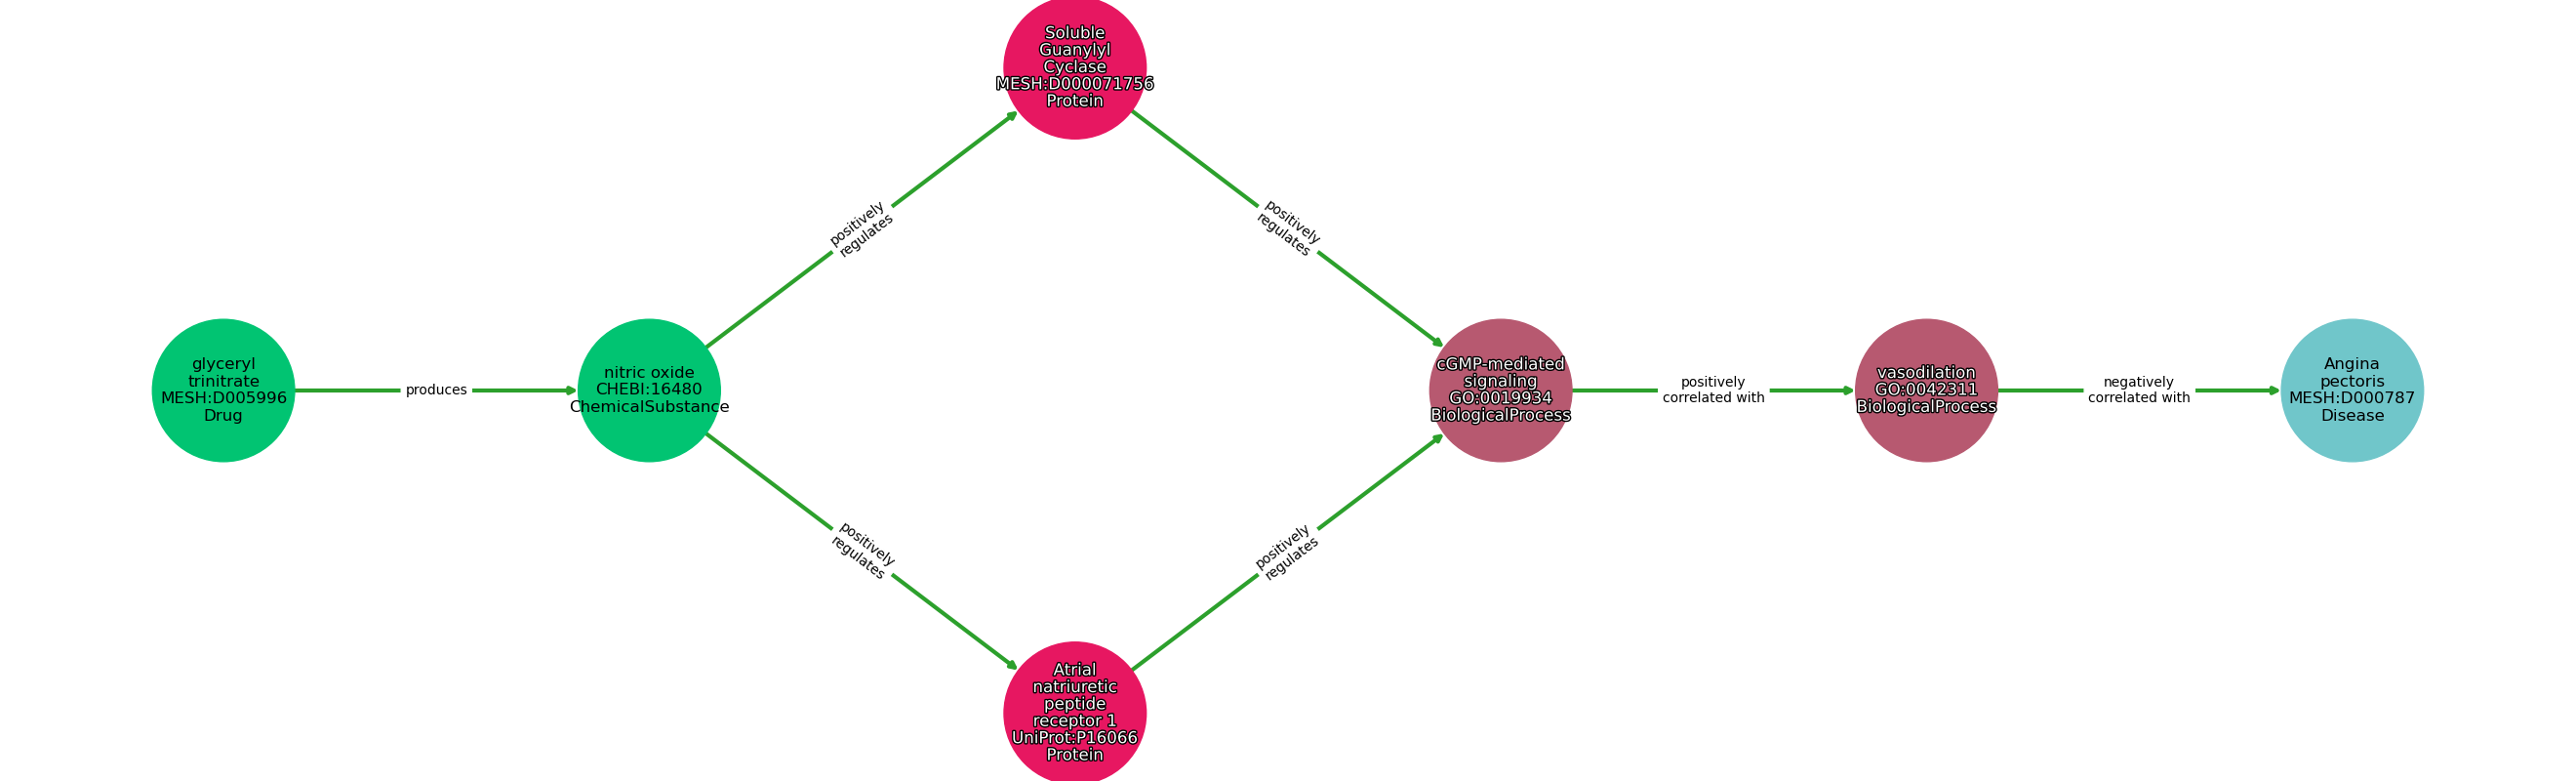 Soluble
Guanylyl
Cyclase
MESH:D000071756
Protein
positively
regulates
positively
regulates
glyceryl
trinitrate
MESH:D005996
Drug
produces
nitric oxide
CHEBI:16480
ChemicalSubstance
cGMP-mediated
signaling
GO:0019934
BiologicalProcess
positively
correlated with
vasodilation
GO:0042311
BiologicalProcess
negatively
correlated with
Angina
pectoris
MESH:D000787
Disease
positively
regulates
positively
regulates
Atrial
natriuretic
peptide
receptor 1
UniProt:P16066
Protein